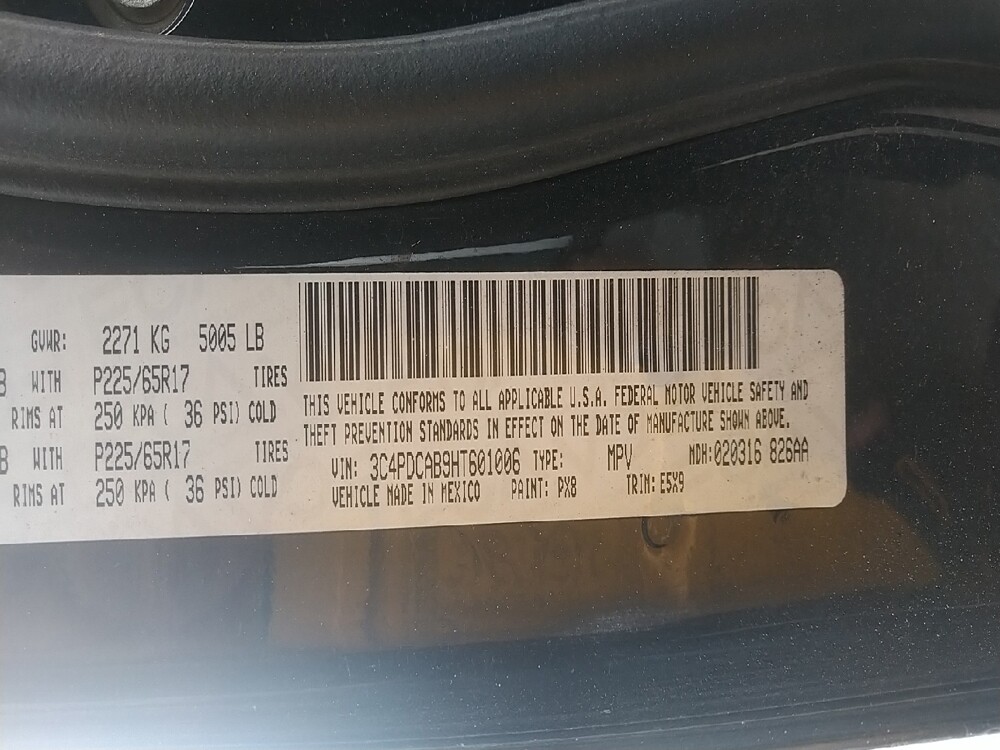 GVWR: 2271 KG 5005 LB
B WITH P225/65R17 TIRES
RIMS AT 250 KPA ( 36 PSI) COLD
B WITH P225/65R17 TIRES
RIMS AT 250 KPA ( 36 PSI) COLD
THIS VEHICLE CONFORMS TO ALL APPLICABLE U.S.A. FEDERAL MOTOR VEHICLE SAFETY AND
THEFT PREVENTION STANDARDS IN EFFECT ON THE DATE OF MANUFACTURE SHOWN ABOVE.
VIN: 3C4PDCAB9HT601006 TYPE: MPV MDH:020316 826AA
VEHICLE MADE IN MEXICO PAINT: PX8 TRIM: E5X9